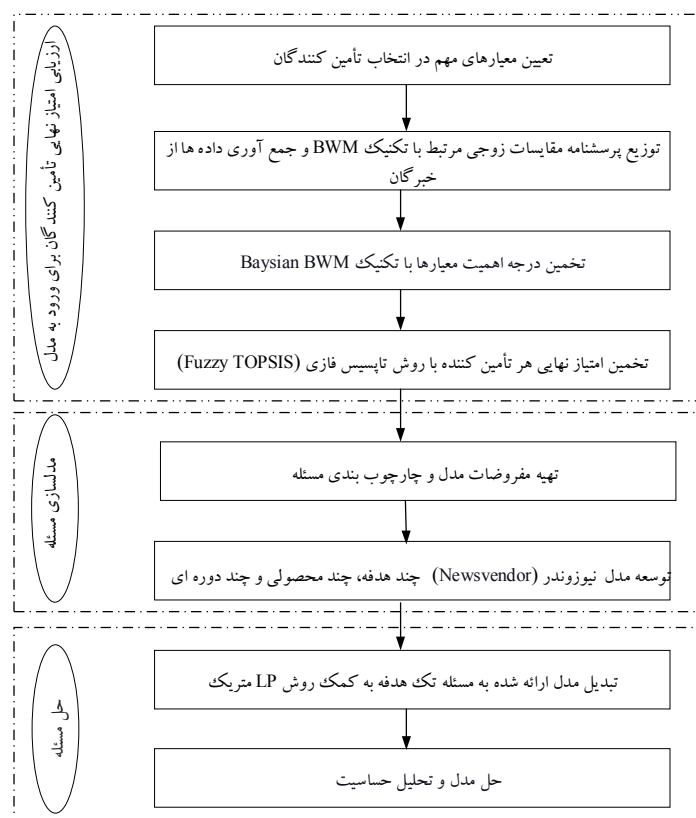 ارزیابی امتیاز نهایی تأمین کنندگان برای ورود به مدل
تعیین معیارهای مهم در انتخاب تأمین کنندگان
توزیع پرسشنامه مقایسات زوجی مرتبط با تکنیک BWM و جمع آوری داده ها از
خبرگان
تخمین درجه اهمیت معیارها با تکنیک Baysian BWM
تخمین امتیاز نهایی هر تأمین کننده با روش تاپسیس فازی (Fuzzy TOPSIS)
مدلسازی مسئله
تهیه مفروضات مدل و چارچوب بندی مسئله
توسعه مدل نیوزوندر (Newsvendor) چند هدفه، چند محصولی و چند دوره ای
حل مسئله
تبدیل مدل ارائه شده به مسئله تک هدفه به کمک روش LP متریک
حل مدل و تحلیل حساسیت